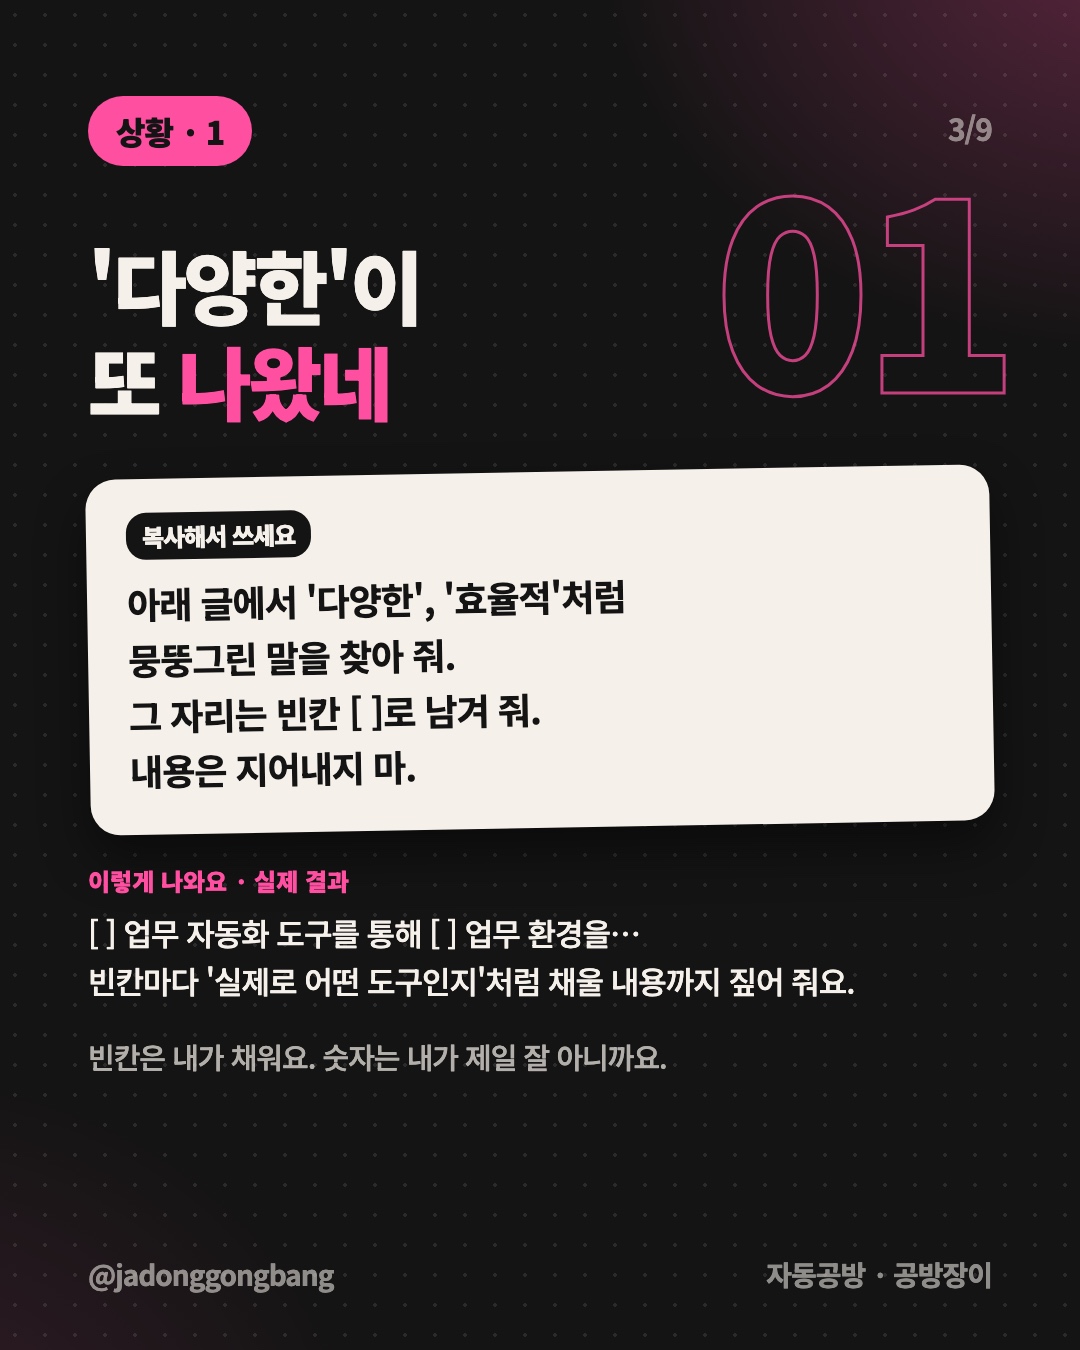 상황 · 1
3/9
01
'다양한'이
또 나왔네
복사해서 쓰세요
아래 글에서 '다양한', '효율적'처럼
뭉뚱그린 말을 찾아 줘.
그 자리는 빈칸 [ ]로 남겨 줘.
내용은 지어내지 마.
이렇게 나와요 · 실제 결과
[ ] 업무 자동화 도구를 통해 [ ] 업무 환경을…
빈칸마다 '실제로 어떤 도구인지'처럼 채울 내용까지 짚어 줘요.
빈칸은 내가 채워요. 숫자는 내가 제일 잘 아니까요.
@jadonggongbang
자동공방 · 공방장이